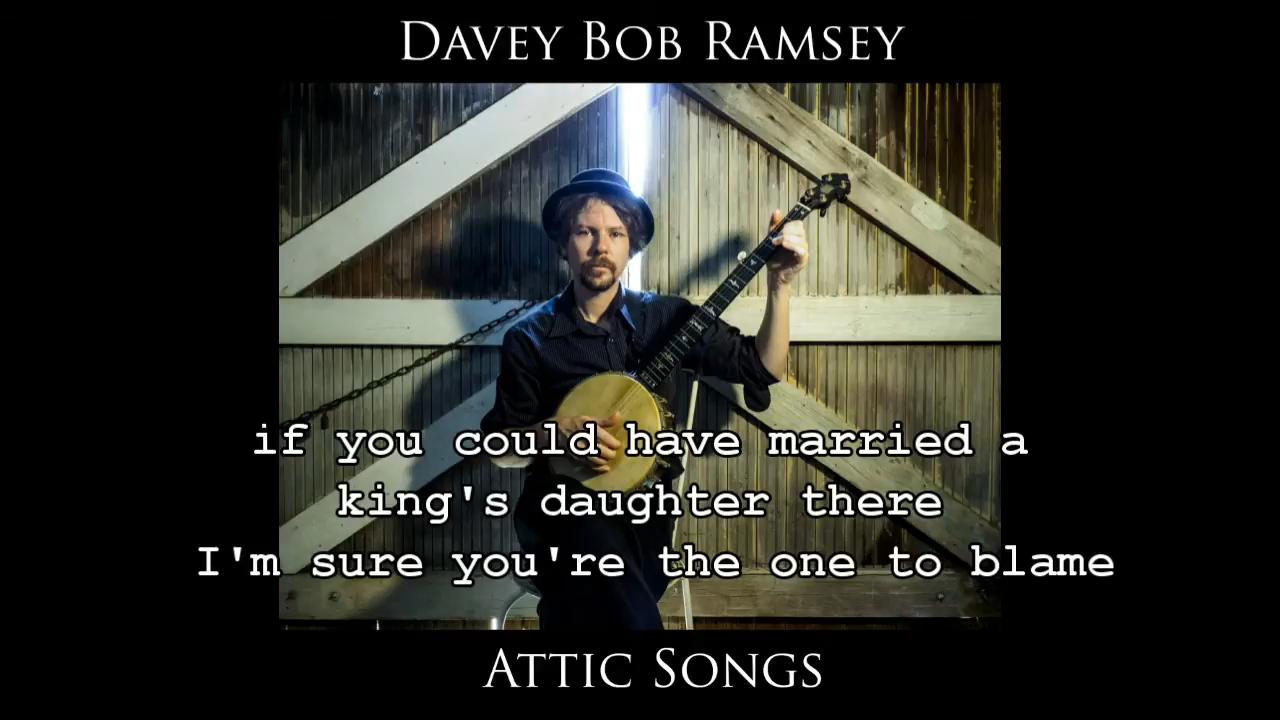 DAVEY BOB RAMSEY
if you could have married a
king's daughter there
I'm sure you're the one to blame
ATTIC SONGS